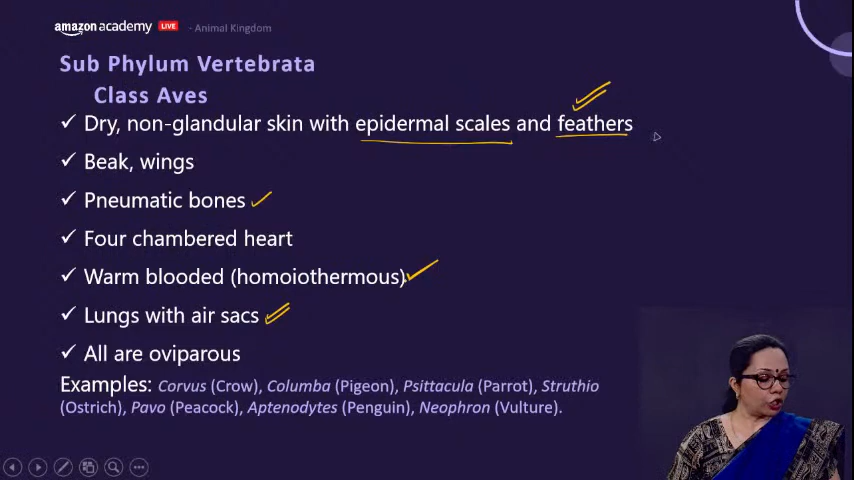 amazon academy LIVE - Animal Kingdom
Sub Phylum Vertebrata
Class Aves
✓ Dry, non-glandular skin with epidermal scales and feathers
✓ Beak, wings
✓ Pneumatic bones
✓ Four chambered heart
✓ Warm blooded (homoiothermous)
✓ Lungs with air sacs
✓ All are oviparous
Examples: Corvus (Crow), Columba (Pigeon), Psittacula (Parrot), Struthio
(Ostrich), Pavo (Peacock), Aptenodytes (Penguin), Neophron (Vulture).